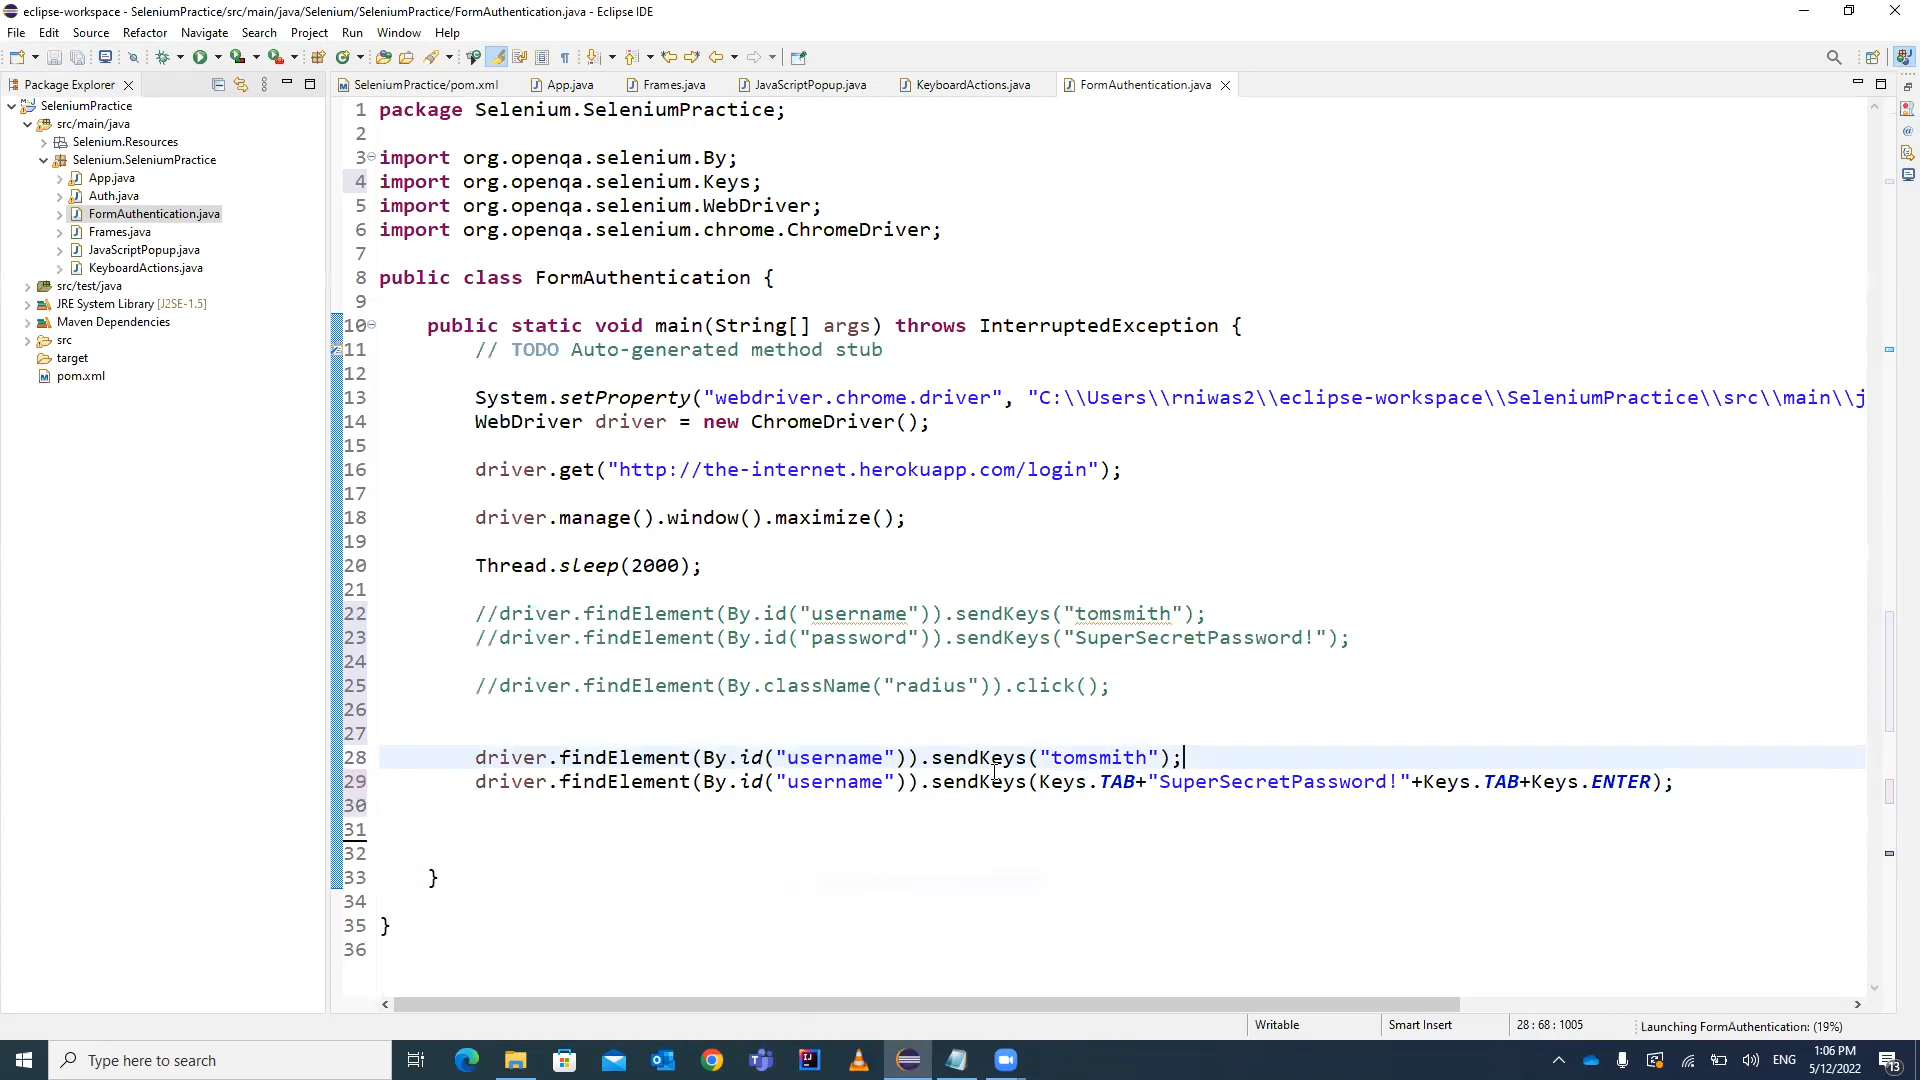 eclipse-workspace - SeleniumPractice/src/main/java/Selenium/SeleniumPractice/FormAuthentication.java - Eclipse IDE
File Edit Source Refactor Navigate Search Project Run Window Help
Package Explorer
SeleniumPractice/pom.xml App.java Frames.java JavaScriptPopup.java KeyboardActions.java FormAuthentication.java
SeleniumPractice
src/main/java
Selenium.Resources
Selenium.SeleniumPractice
App.java
Auth.java
FormAuthentication.java
Frames.java
JavaScriptPopup.java
KeyboardActions.java
src/test/java
JRE System Library [J2SE-1.5]
Maven Dependencies
src
target
pom.xml
1 package Selenium.SeleniumPractice;
2
3 import org.openqa.selenium.By;
4 import org.openqa.selenium.Keys;
5 import org.openqa.selenium.WebDriver;
6 import org.openqa.selenium.chrome.ChromeDriver;
7
8 public class FormAuthentication {
9
10 public static void main(String[] args) throws InterruptedException {
11 // TODO Auto-generated method stub
12
13 System.setProperty("webdriver.chrome.driver", "C:\\Users\\rniwas2\\eclipse-workspace\\SeleniumPractice\\src\\main\\j
14 WebDriver driver = new ChromeDriver();
15
16 driver.get("http://the-internet.herokuapp.com/login");
17
18 driver.manage().window().maximize();
19
20 Thread.sleep(2000);
21
22 //driver.findElement(By.id("username")).sendKeys("tomsmith");
23 //driver.findElement(By.id("password")).sendKeys("SuperSecretPassword!");
24
25 //driver.findElement(By.className("radius")).click();
26
27
28 driver.findElement(By.id("username")).sendKeys("tomsmith");
29 driver.findElement(By.id("username")).sendKeys(Keys.TAB+"SuperSecretPassword!"+Keys.TAB+Keys.ENTER);
30
31
32
33 }
34
35 }
36
Writable Smart Insert 28 : 68 : 1005 Launching FormAuthentication: (19%)
Type here to search
ENG
1:06 PM
5/12/2022
13